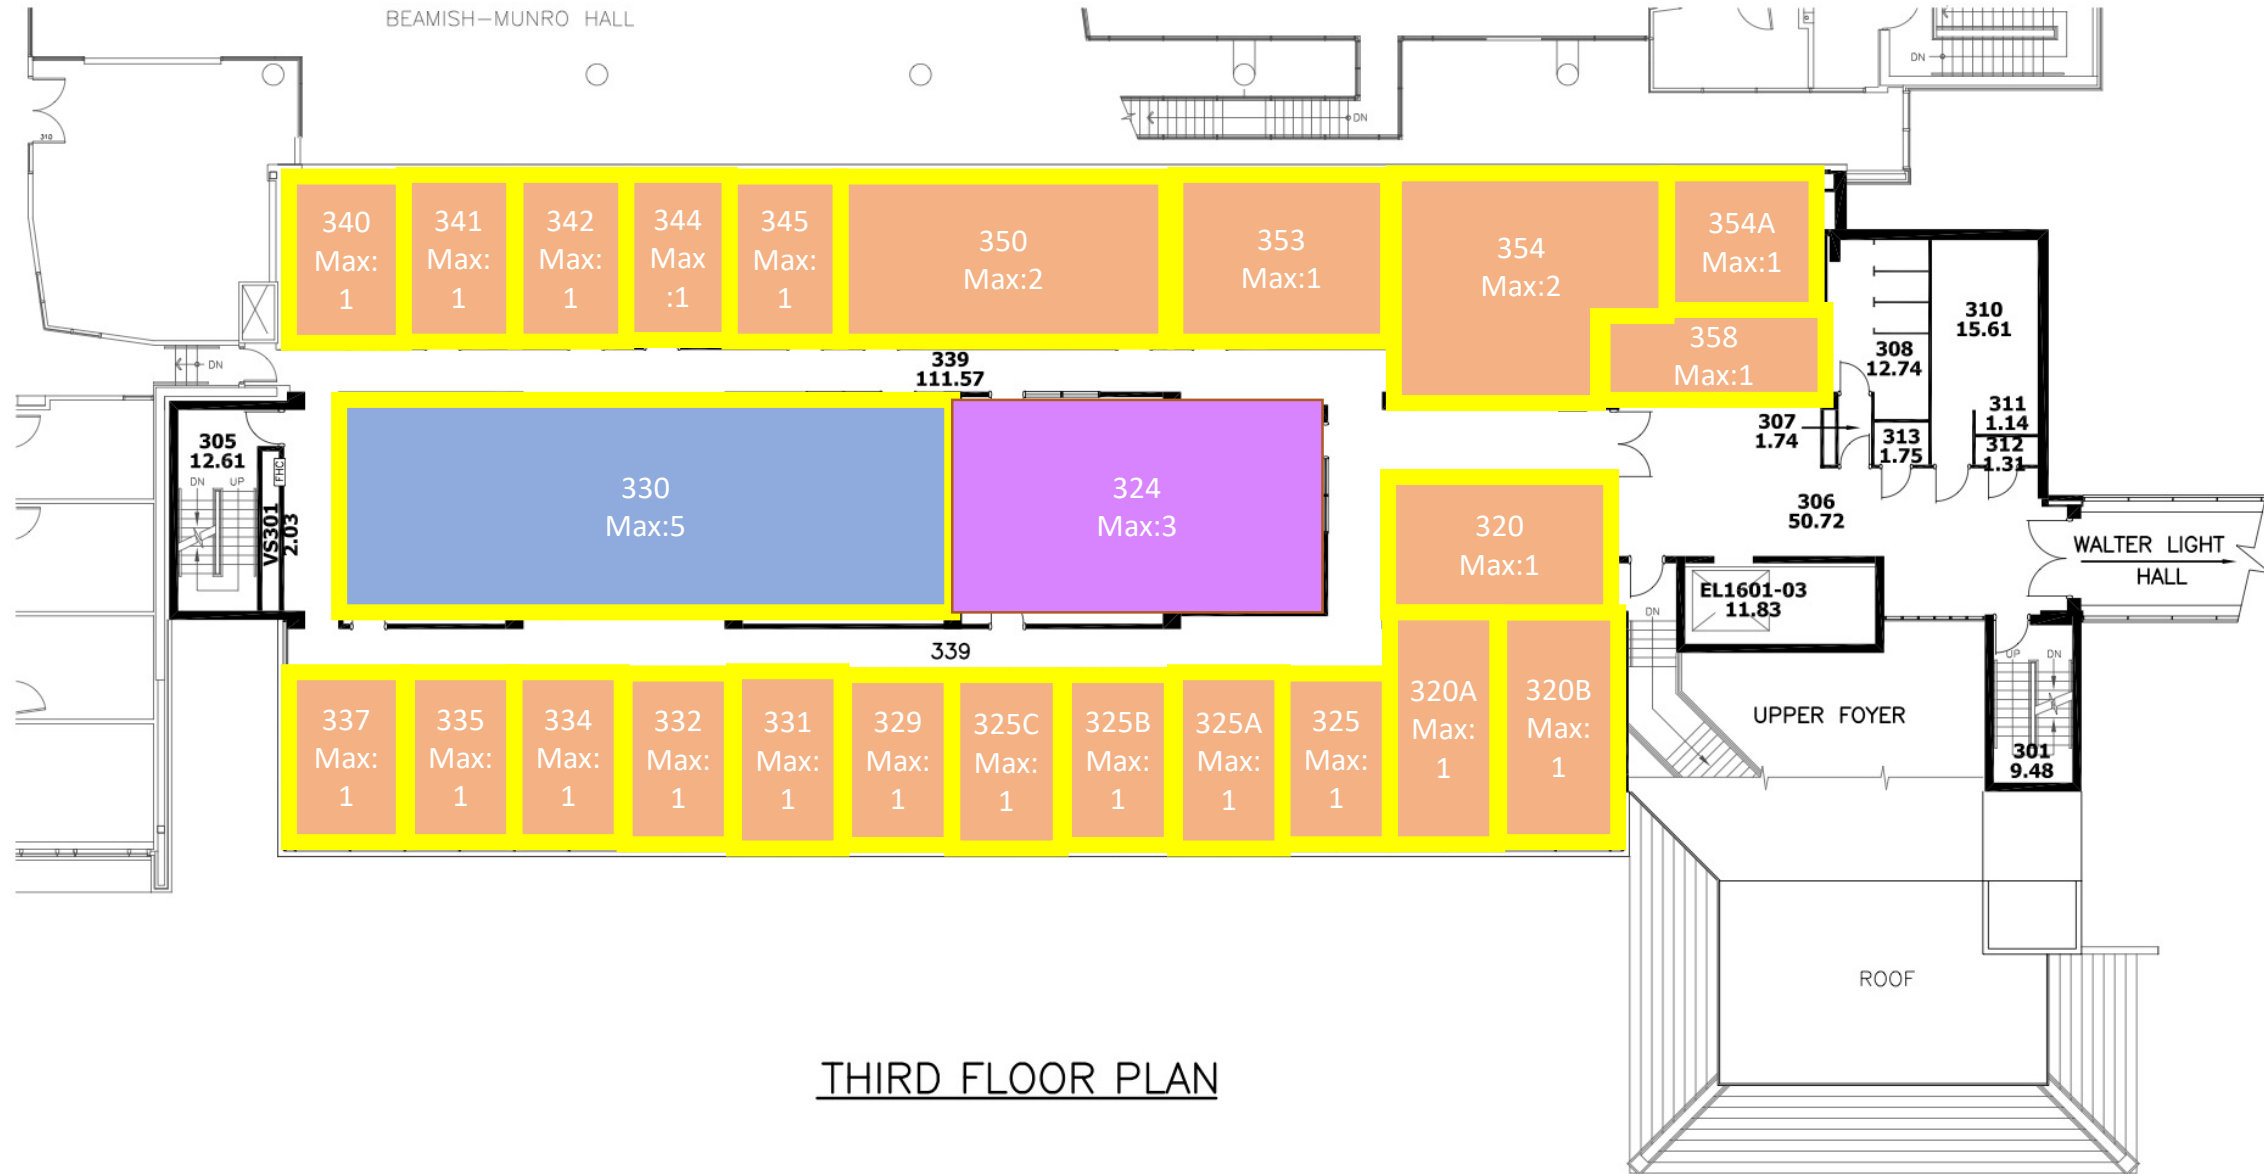 BEAMISH-MUNRO HALL
DN
DN
310
340
Max:
1
341
Max:
1
342
Max:
1
344
Max
:1
345
Max:
1
350
Max:2
353
Max:1
354
Max:2
354A
Max:1
358
Max:1
310
15.61
308
12.74
339
111.57
DN
311
1.14
307
1.74
313
1.75
312
1.31
305
12.61
FHC
DN UP
VS301
2.03
330
Max:5
324
Max:3
320
Max:1
306
50.72
WALTER LIGHT
HALL
EL1601-03
11.83
DN
339
UP DN
337
Max:
1
335
Max:
1
334
Max:
1
332
Max:
1
331
Max:
1
329
Max:
1
325C
Max:
1
325B
Max:
1
325A
Max:
1
325
Max:
1
320A
Max:
1
320B
Max:
1
UPPER FOYER
301
9.48
ROOF
THIRD FLOOR PLAN